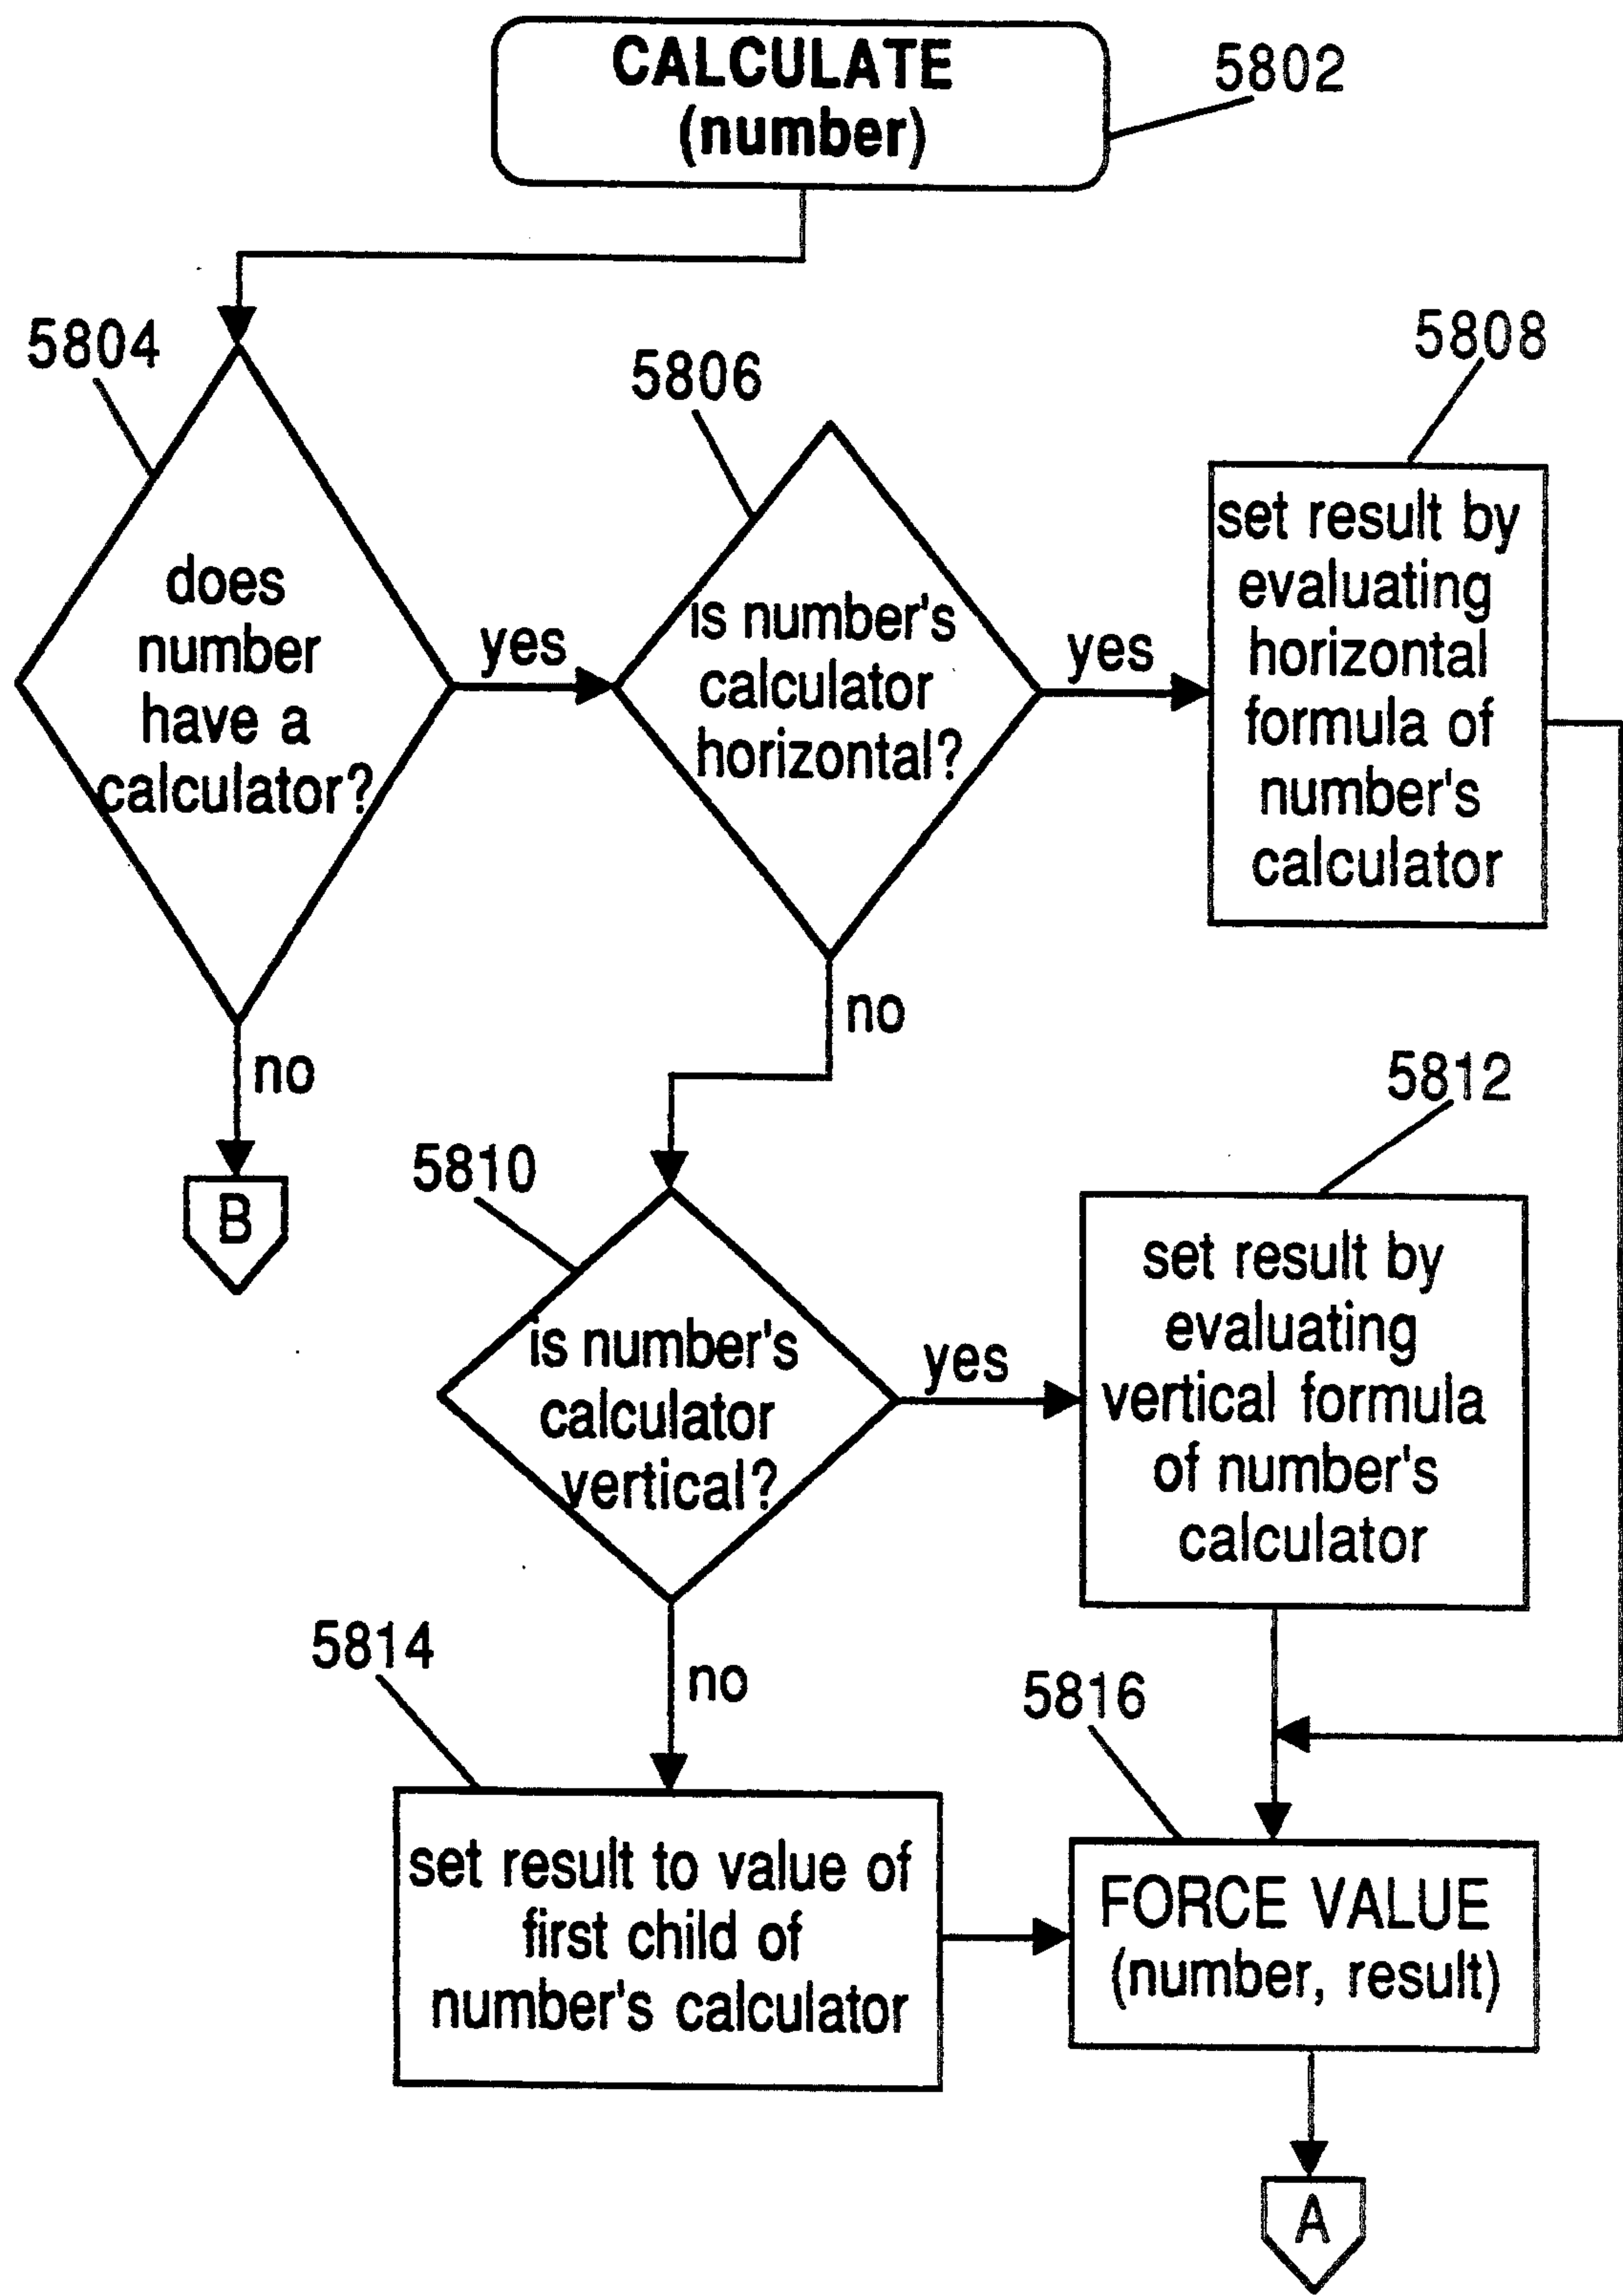 CALCULATE
(number)
5802
5804
does
number
have a
calculator?
yes
no
B
5806
is number's
calculator
horizontal?
yes
no
5808
set result by
evaluating
horizontal
formula of
number's
calculator
5810
is number's
calculator
vertical?
yes
no
5812
set result by
evaluating
vertical formula
of number's
calculator
5814
set result to value of
first child of
number's calculator
5816
FORCE VALUE
(number, result)
A